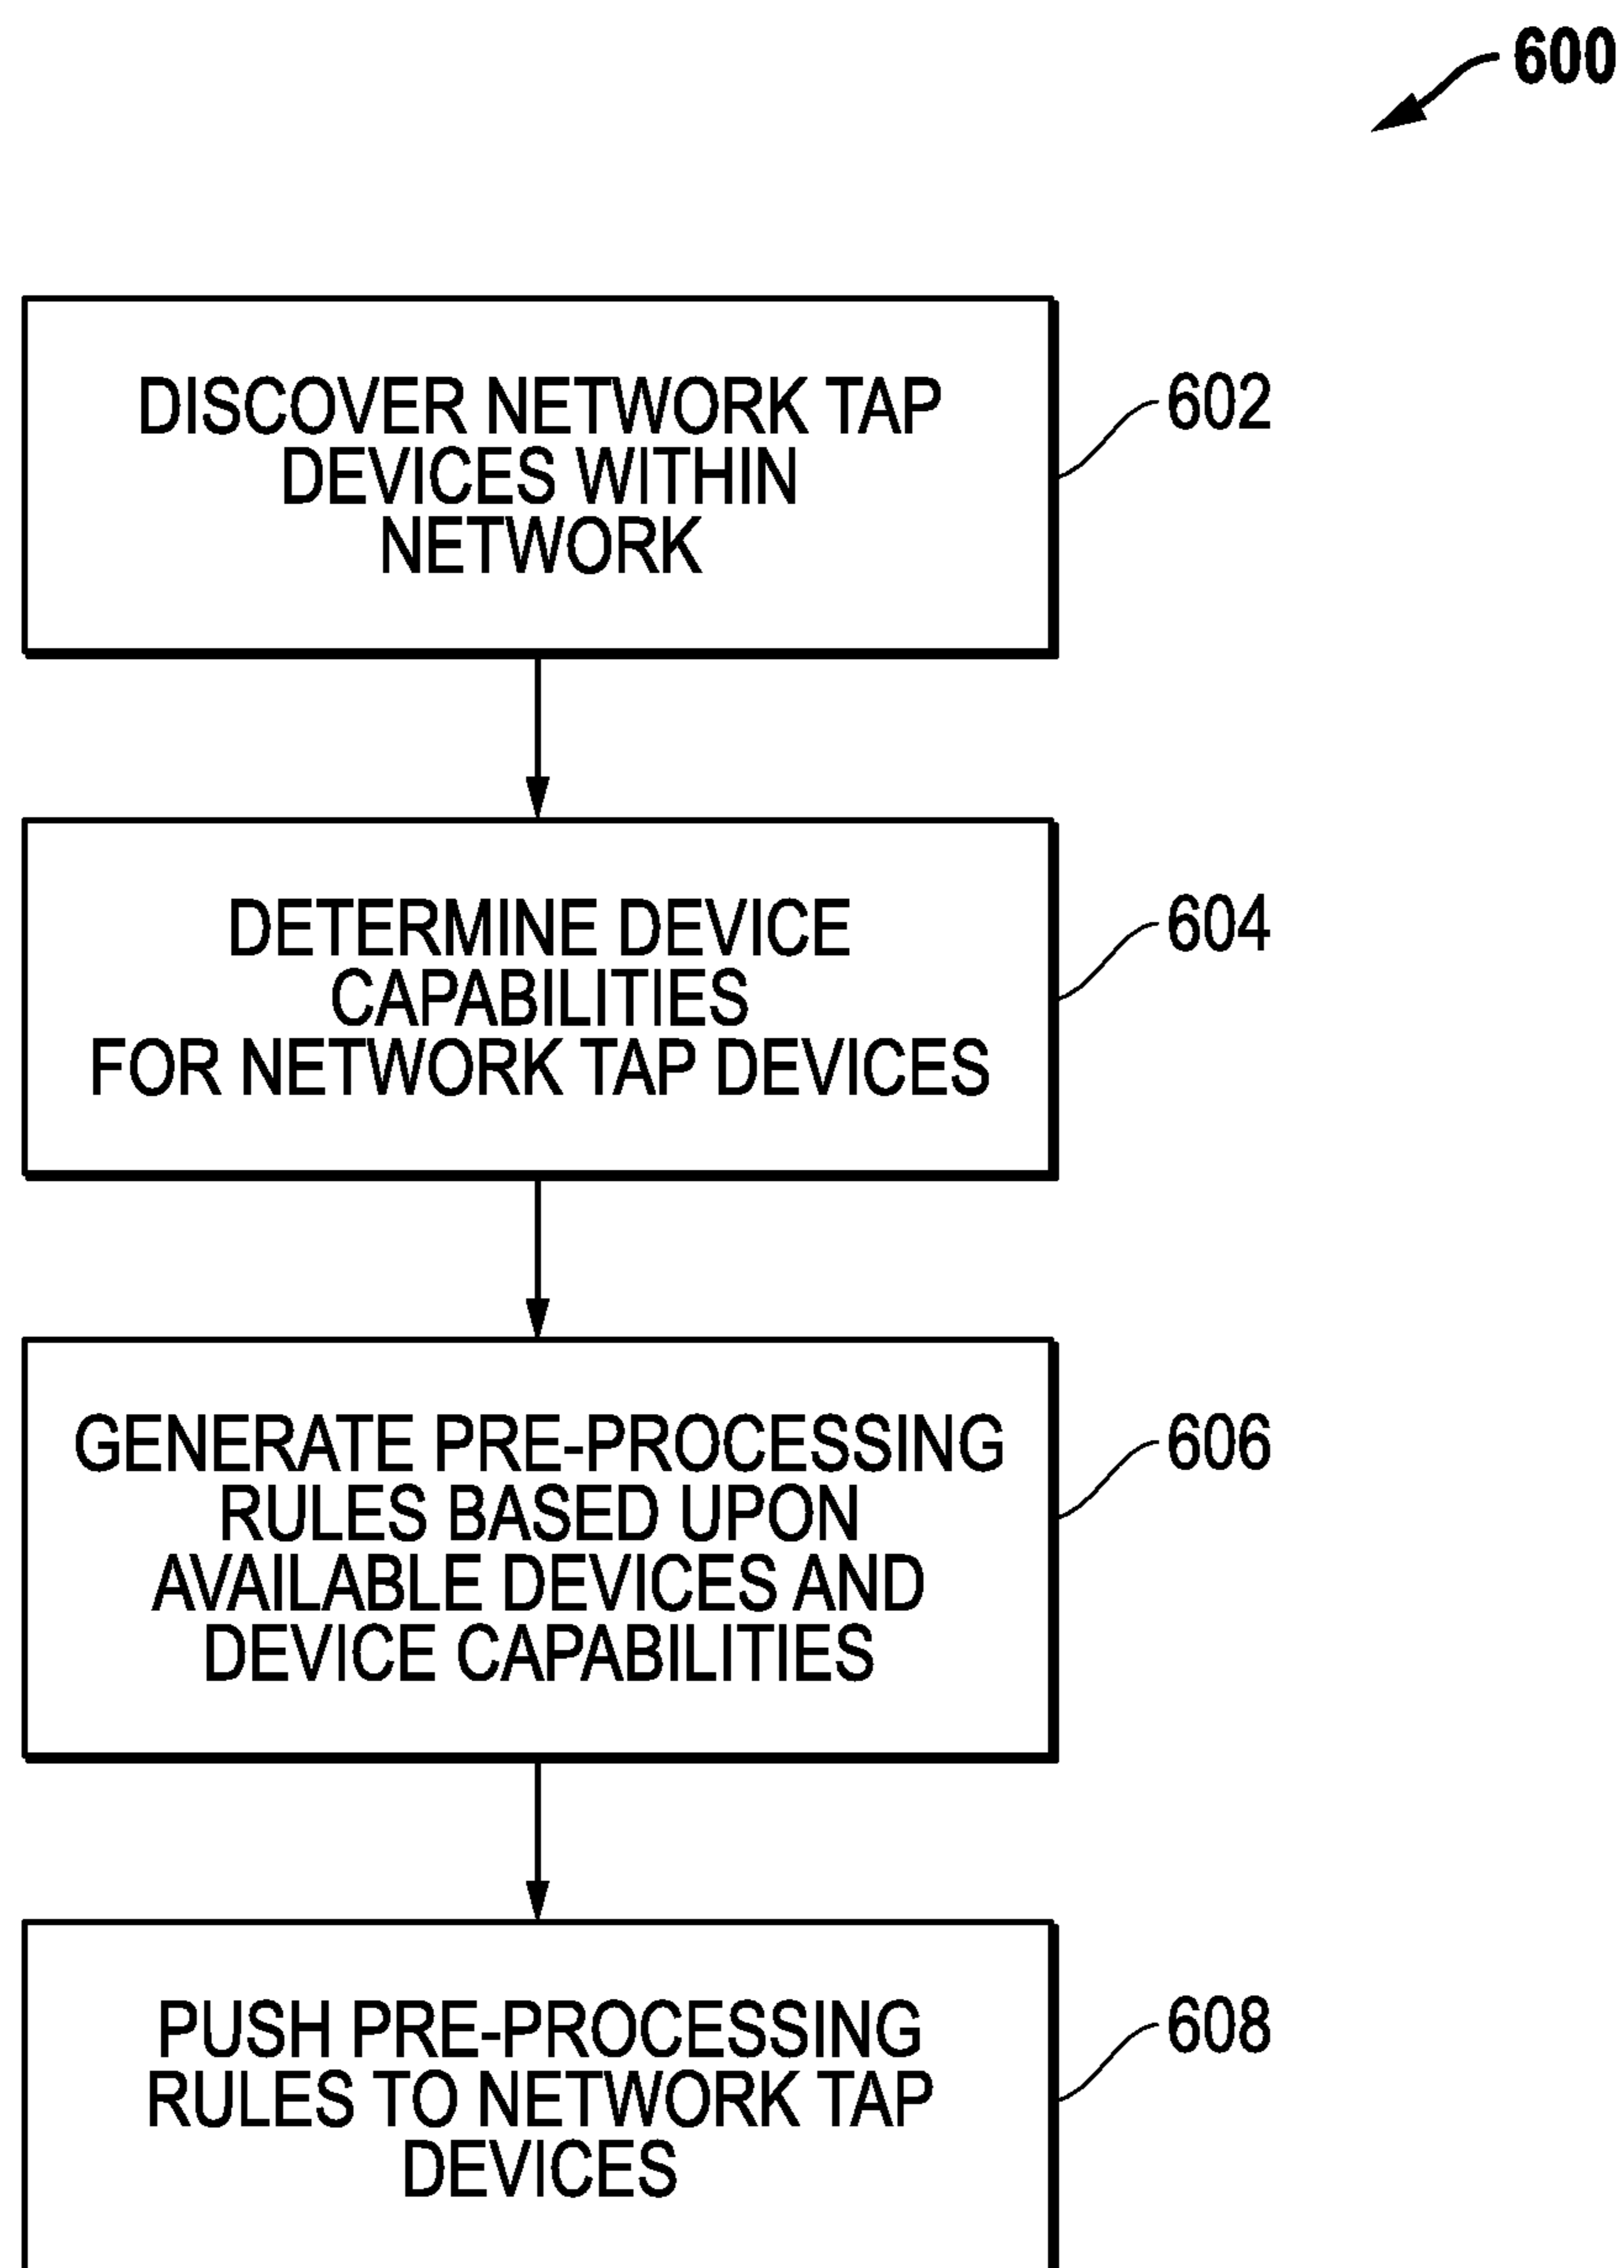 600
DISCOVER NETWORK TAP
DEVICES WITHIN
NETWORK
602
DETERMINE DEVICE
CAPABILITIES
FOR NETWORK TAP DEVICES
604
GENERATE PRE-PROCESSING
RULES BASED UPON
AVAILABLE DEVICES AND
DEVICE CAPABILITIES
606
PUSH PRE-PROCESSING
RULES TO NETWORK TAP
DEVICES
608